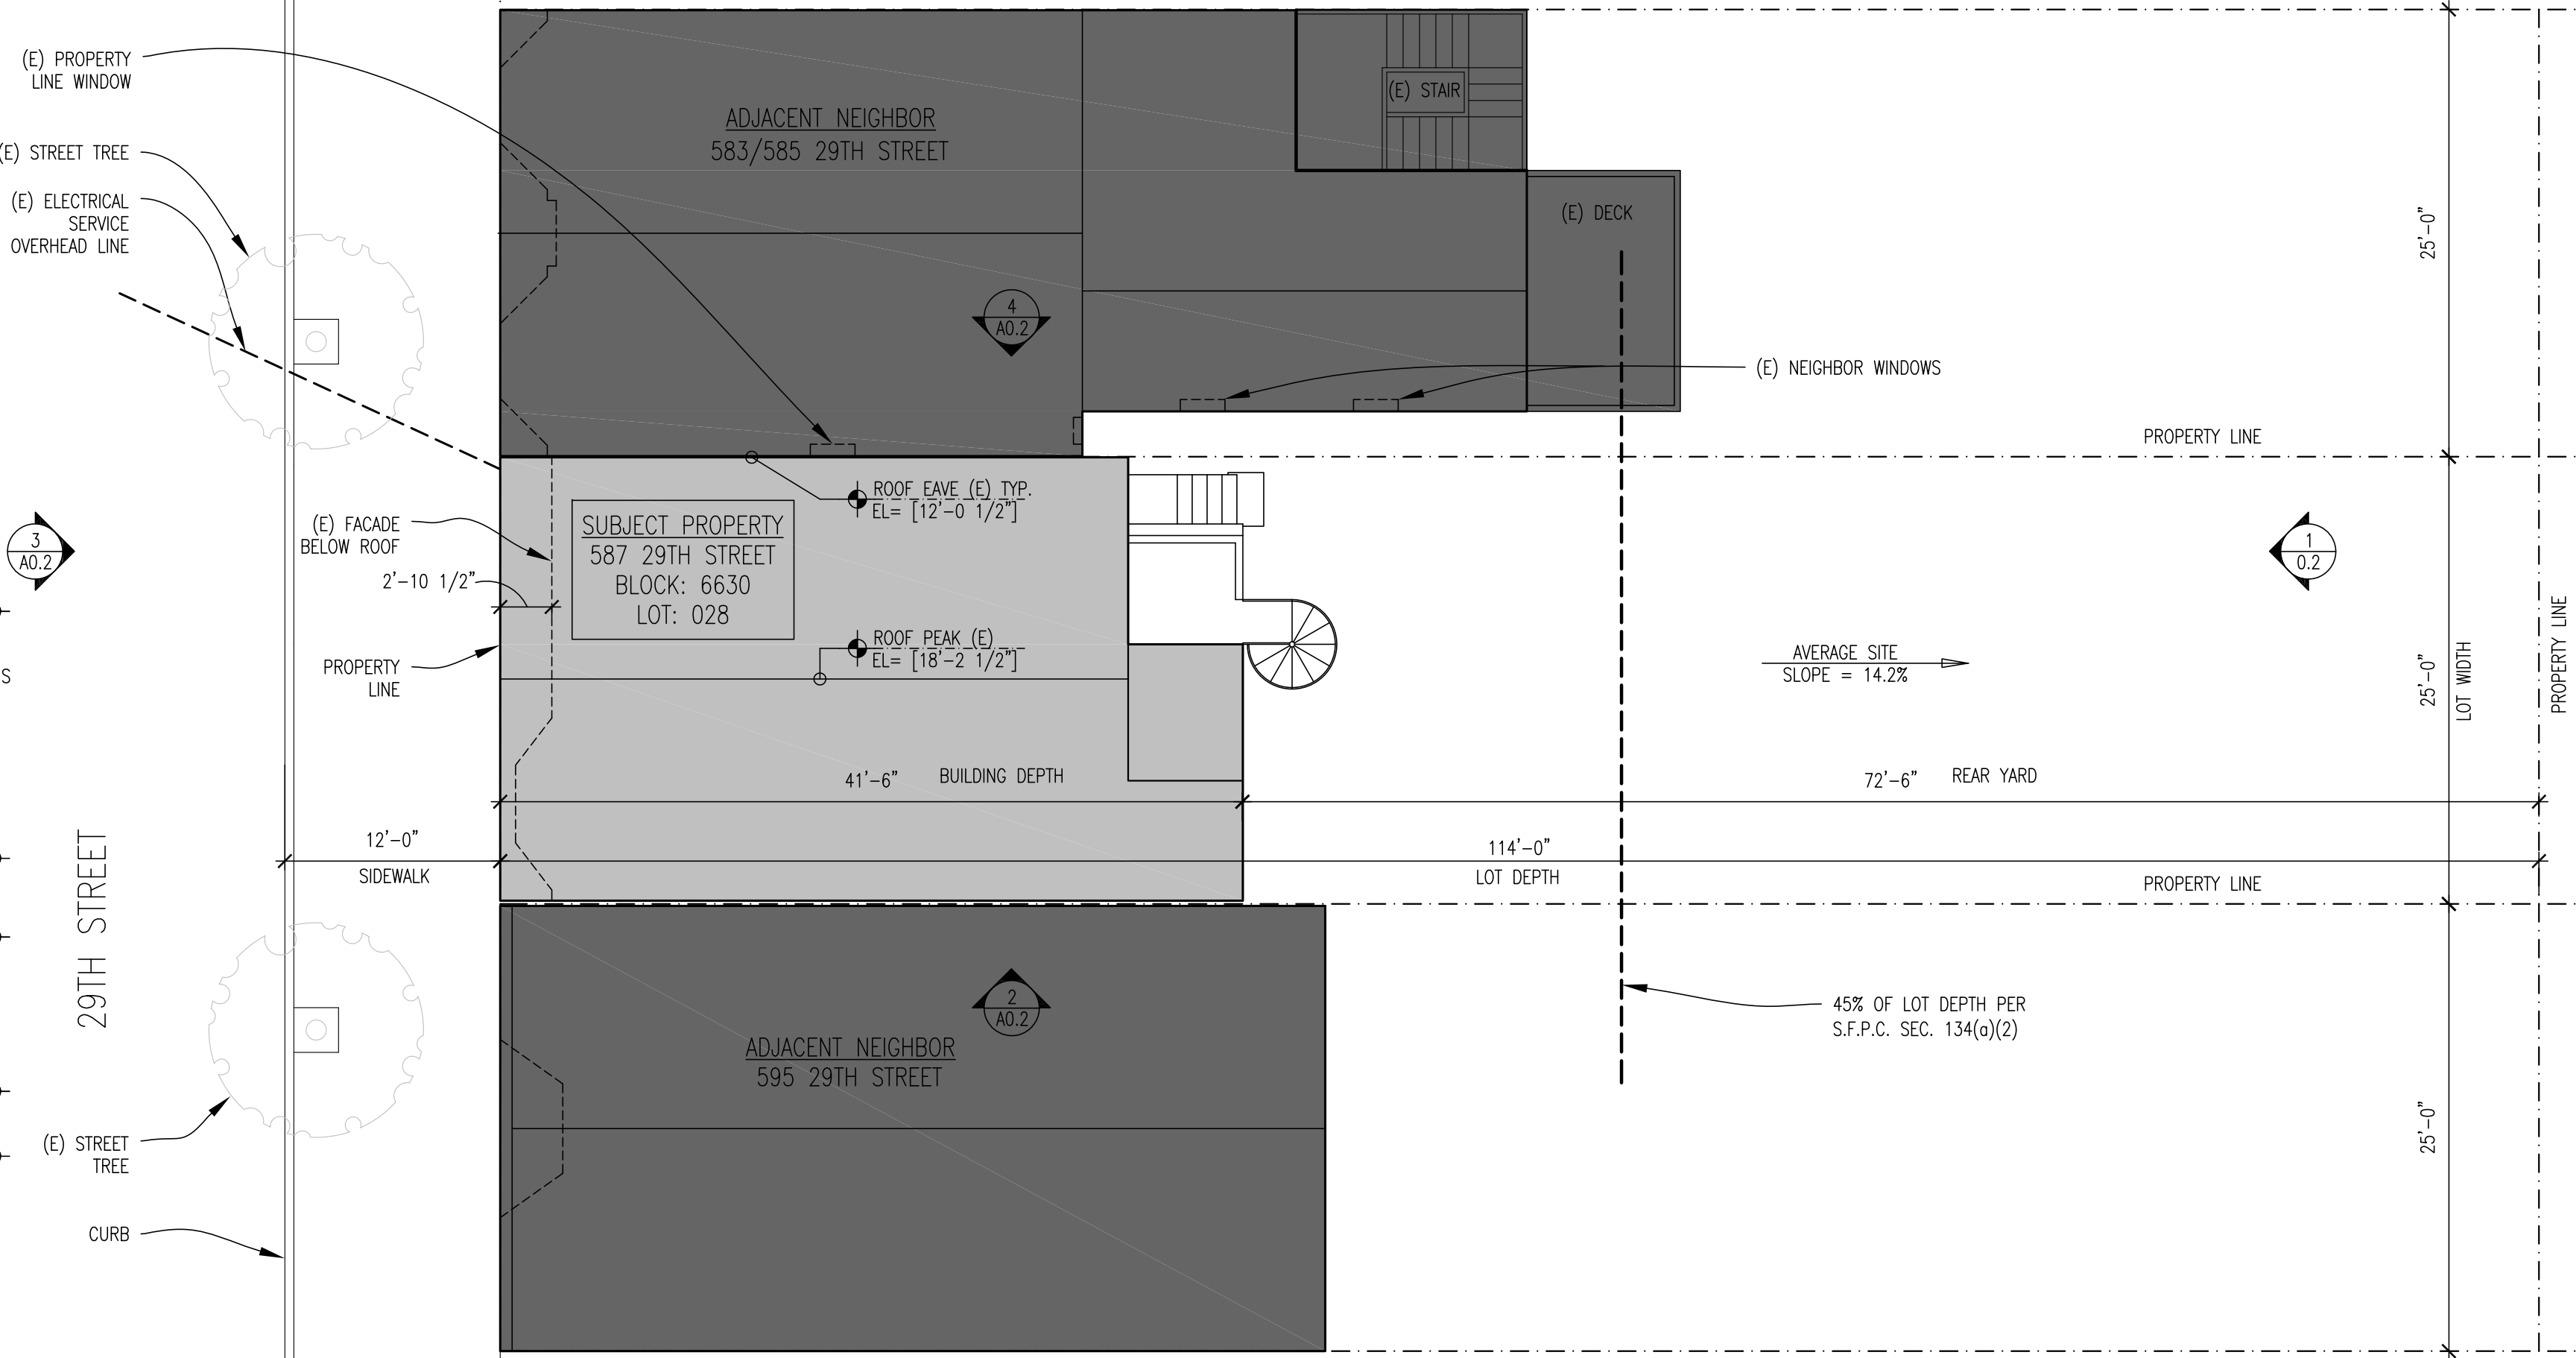 (E) PROPERTY
LINE WINDOW
(E) STREET TREE
(E) ELECTRICAL
SERVICE
OVERHEAD LINE
ADJACENT NEIGHBOR
583/585 29TH STREET
(E) STAIR
(E) DECK
25'-0"
4
A0.2
(E) NEIGHBOR WINDOWS
PROPERTY LINE
ROOF EAVE (E) TYP.
EL= [12'-0 1/2"]
(E) FACADE
BELOW ROOF
SUBJECT PROPERTY
587 29TH STREET
BLOCK: 6630
LOT: 028
3
A0.2
1
0.2
2'-10 1/2"
ROOF PEAK (E)
EL= [18'-2 1/2"]
PROPERTY
LINE
S
AVERAGE SITE
SLOPE = 14.2%
25'-0"
LOT WIDTH
PROPERTY LINE
41'-6" BUILDING DEPTH
72'-6" REAR YARD
12'-0"
SIDEWALK
114'-0"
LOT DEPTH
PROPERTY LINE
29TH STREET
2
A0.2
ADJACENT NEIGHBOR
595 29TH STREET
45% OF LOT DEPTH PER
S.F.P.C. SEC. 134(a)(2)
25'-0"
(E) STREET
TREE
CURB